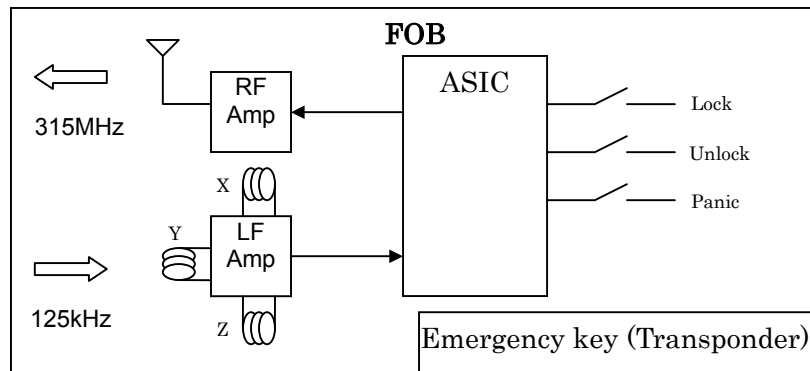 FOB
RF
Amp
ASIC
Lock
315MHz
Unlock
X
Panic
Y
LF
Amp
125kHz
Z
Emergency key (Transponder)